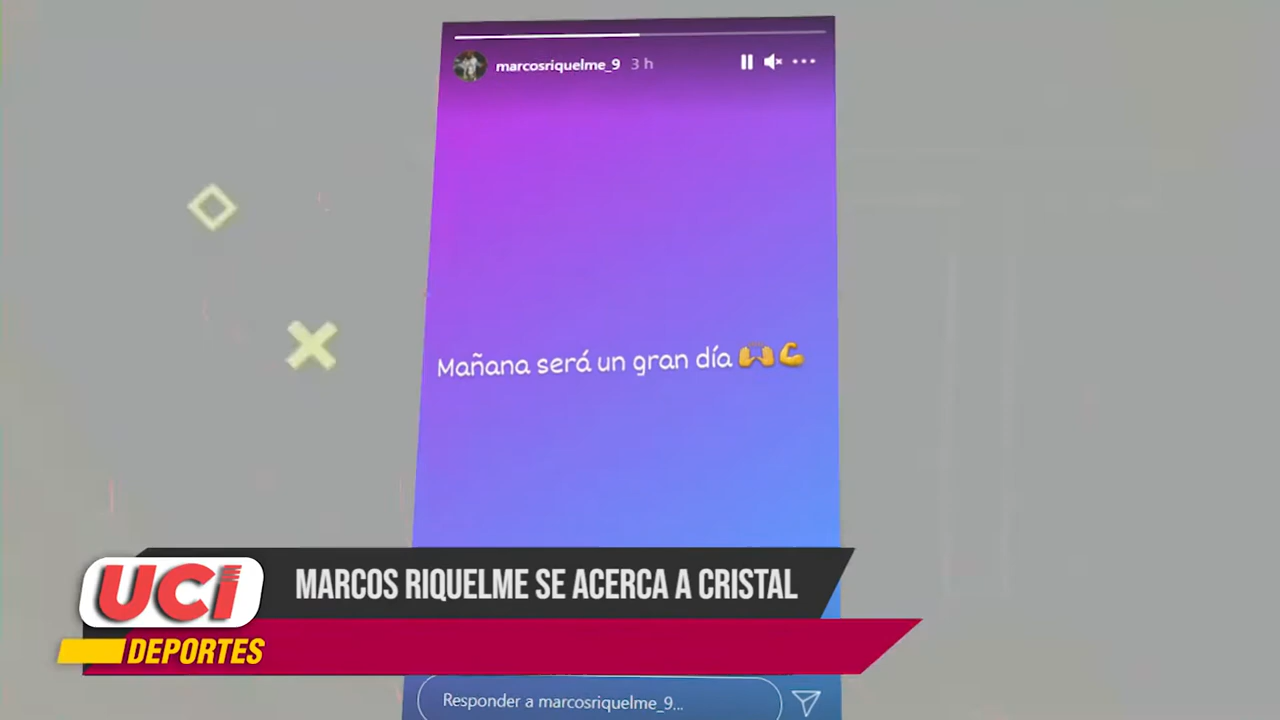 marcosriquelme_9 3 h
Mañana será un gran día
UCI
DEPORTES
MARCOS RIQUELME SE ACERCA A CRISTAL
Responder a marcosriquelme_9...